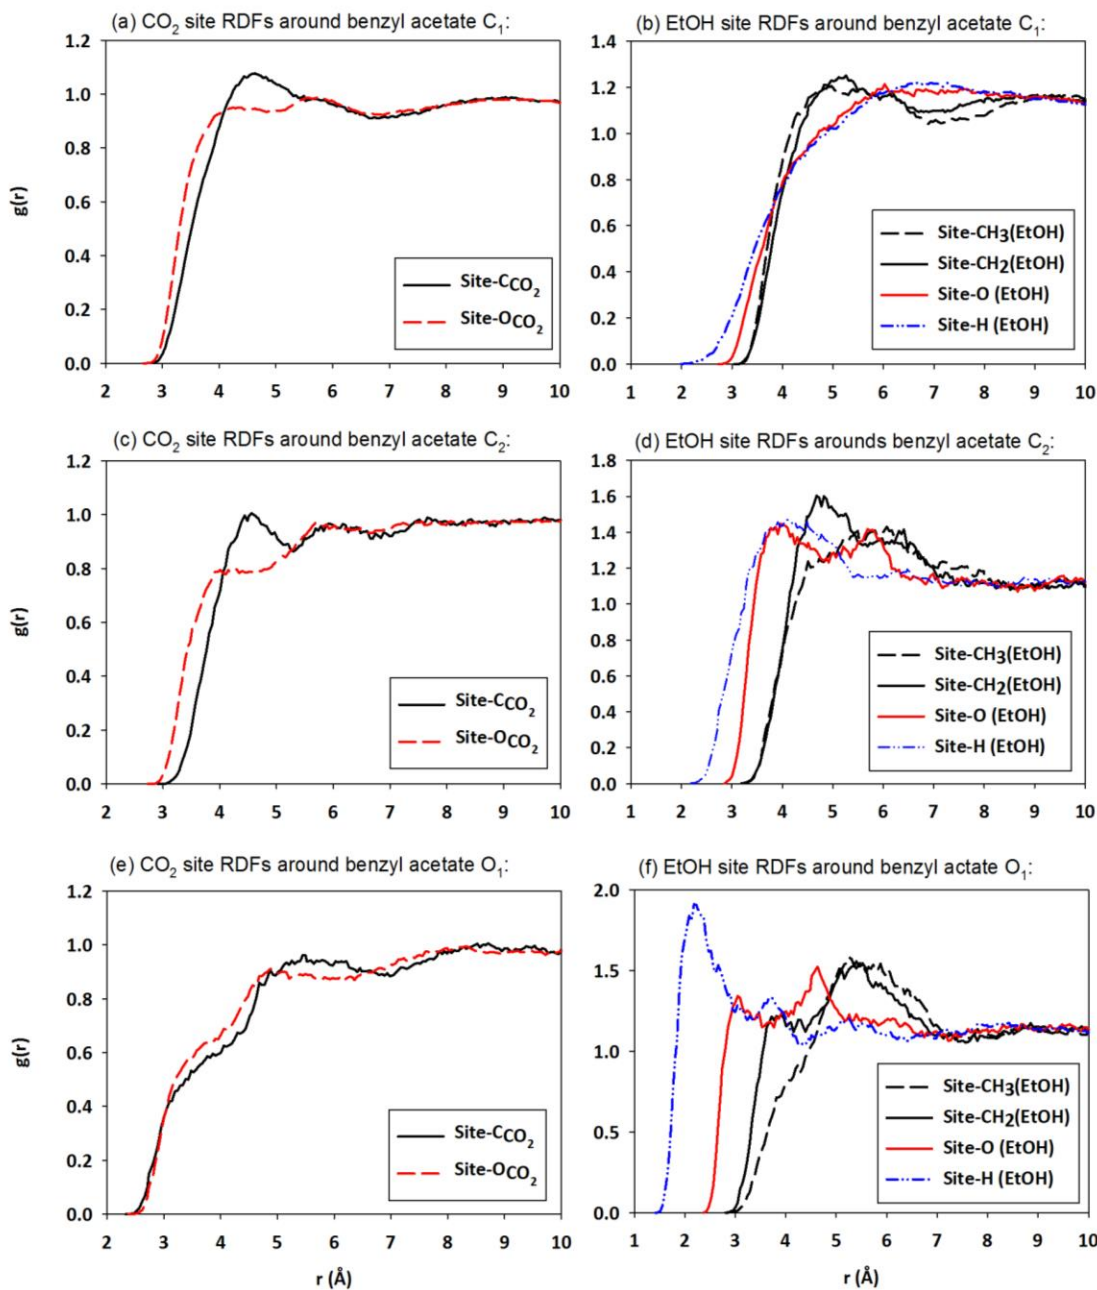 (a) CO₂ site RDFs around benzyl acetate C₁:
1.2
1.0
0.8
0.6
0.4
0.2
0.0
g(r)
Site-CCO₂
Site-OCO₂
2 3 4 5 6 7 8 9 10
(b) EtOH site RDFs around benzyl acetate C₁:
1.4
1.2
1.0
0.8
0.6
0.4
0.2
0.0
Site-CH₃(EtOH)
Site-CH₂(EtOH)
Site-O (EtOH)
Site-H (EtOH)
1 2 3 4 5 6 7 8 9 10
(c) CO₂ site RDFs around benzyl acetate C₂:
1.2
1.0
0.8
0.6
0.4
0.2
0.0
g(r)
Site-CCO₂
Site-OCO₂
2 3 4 5 6 7 8 9 10
(d) EtOH site RDFs arounds benzyl acetate C₂:
1.8
1.6
1.4
1.2
1.0
0.8
0.6
0.4
0.2
0.0
Site-CH₃(EtOH)
Site-CH₂(EtOH)
Site-O (EtOH)
Site-H (EtOH)
1 2 3 4 5 6 7 8 9 10
(e) CO₂ site RDFs around benzyl acetate O₁:
1.2
1.0
0.8
0.6
0.4
0.2
0.0
g(r)
Site-CCO₂
Site-OCO₂
2 3 4 5 6 7 8 9 10
r (Å)
(f) EtOH site RDFs around benzyl actate O₁:
2.0
1.5
1.0
0.5
0.0
Site-CH₃(EtOH)
Site-CH₂(EtOH)
Site-O (EtOH)
Site-H (EtOH)
1 2 3 4 5 6 7 8 9 10
r (Å)